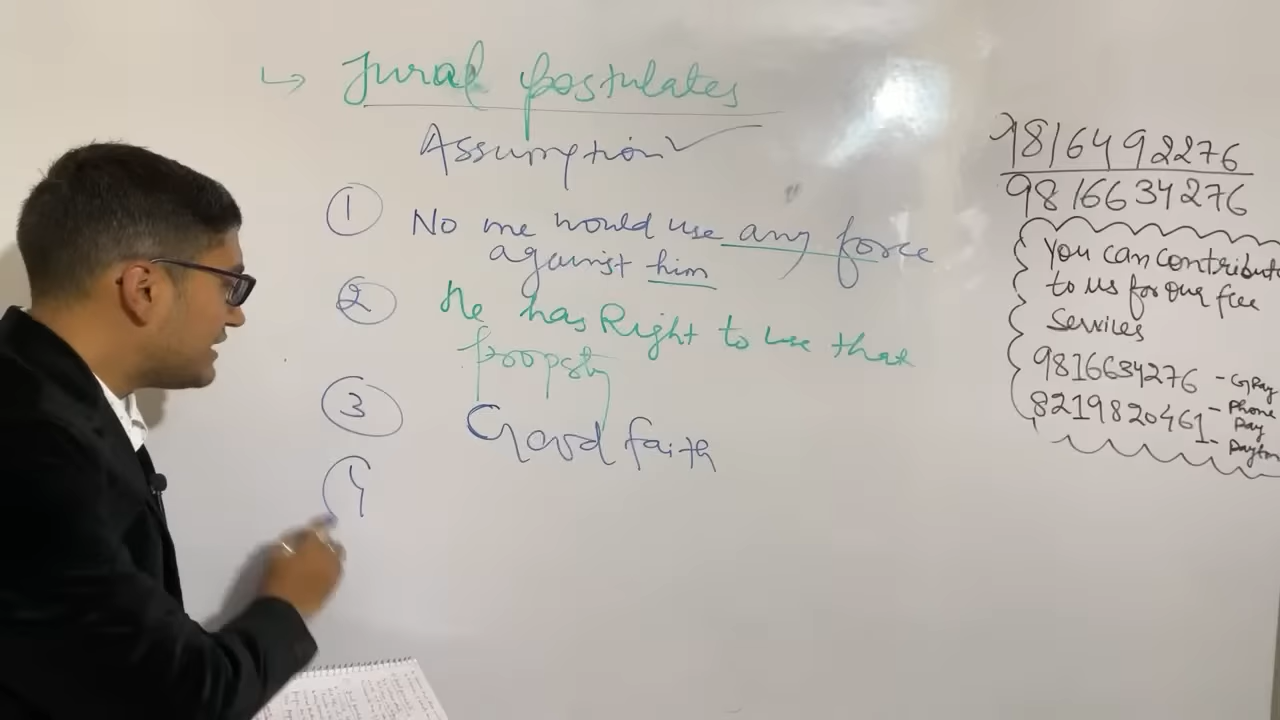 ↳ Jural Postulates
Assumption ✓
① No one would use any force
against him
② He has Right to use that
Propety
③ Good faith
4
9816492276
9816634276
You can contribute
to us for our free
Services
9816634276 - G Pay
8219820461 - Phone
Pay
- Paytm